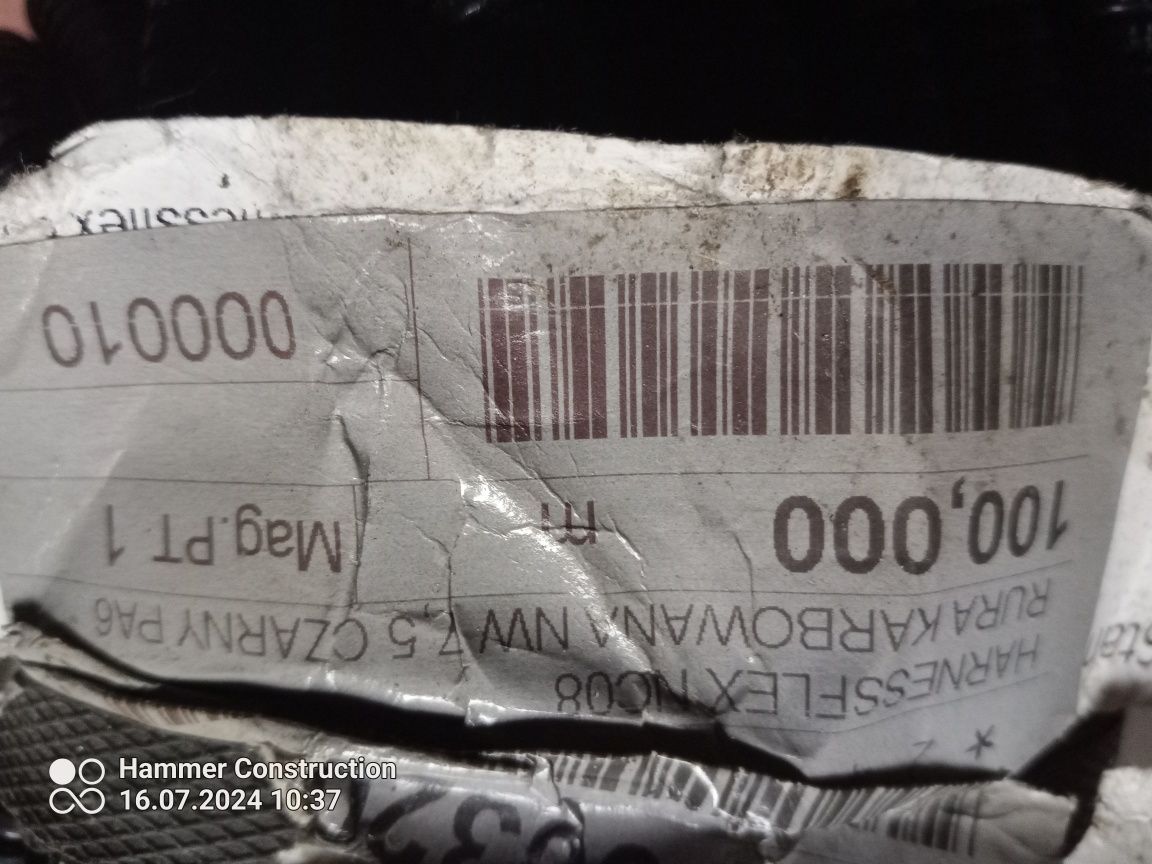 HARNESSFLEX NC08
RURA KARBOWANA NW 7,5 CZARNY PA6
100,000 m Mag.PT 1
000010
Hammer Construction
16.07.2024 10:37